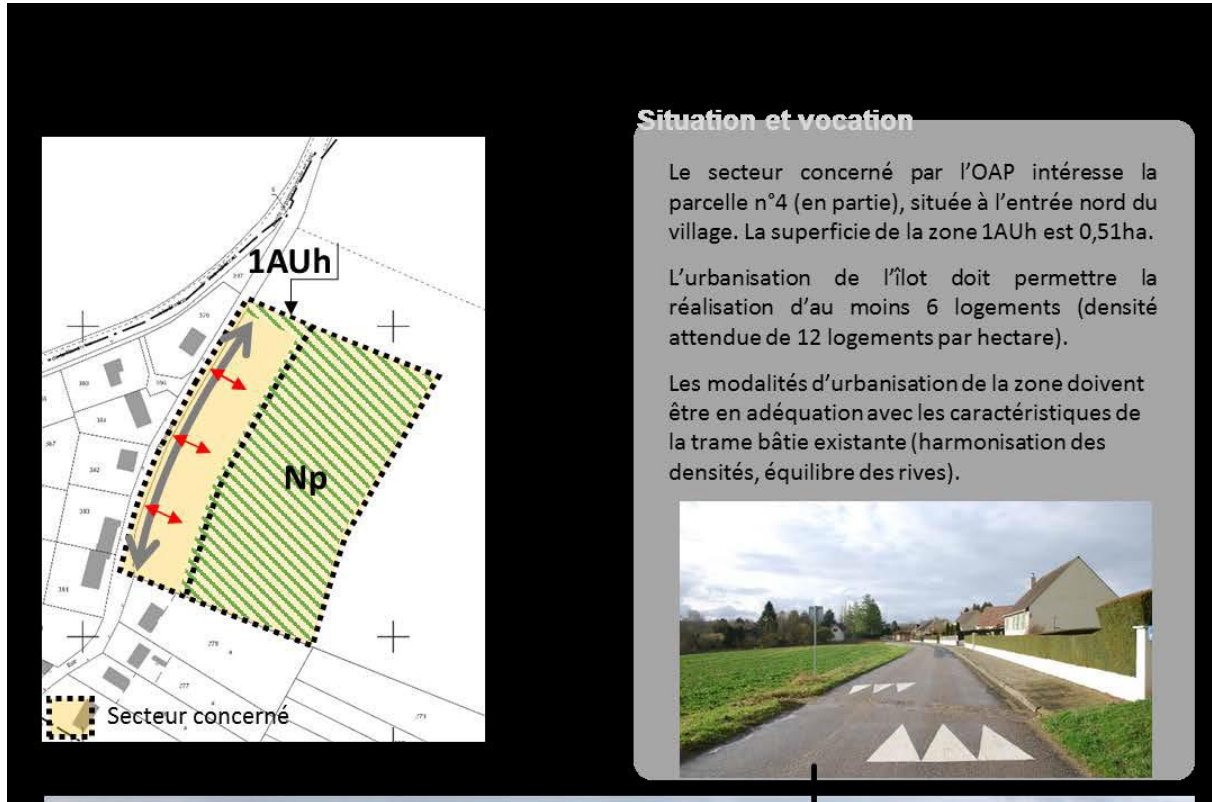 Situation et vocation
Le secteur concerné par l’OAP intéresse la
parcelle n°4 (en partie), située à l’entrée nord du
village. La superficie de la zone 1AUh est 0,51ha.
L’urbanisation de l’îlot doit permettre la
réalisation d’au moins 6 logements (densité
attendue de 12 logements par hectare).
Les modalités d’urbanisation de la zone doivent
être en adéquation avec les caractéristiques de
la trame bâtie existante (harmonisation des
densités, équilibre des rives).
1AUh
Np
278
277
Secteur concerné